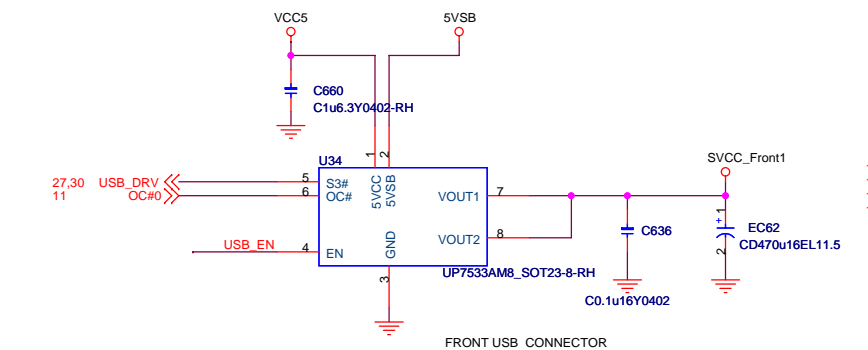 VCC5
5VSB
C660
C1u6.3Y0402-RH
1
2
U34
SVCC_Front1
27,30 USB_DRV
5
S3#
5VCC
5VSB
VOUT1
7
11 OC#0
6
OC#
1
+
C636
EC62
USB_EN
4
EN
GND
VOUT2
8
CD470u16EL11.5
2
UP7533AM8_SOT23-8-RH
3
C0.1u16Y0402
FRONT USB CONNECTOR